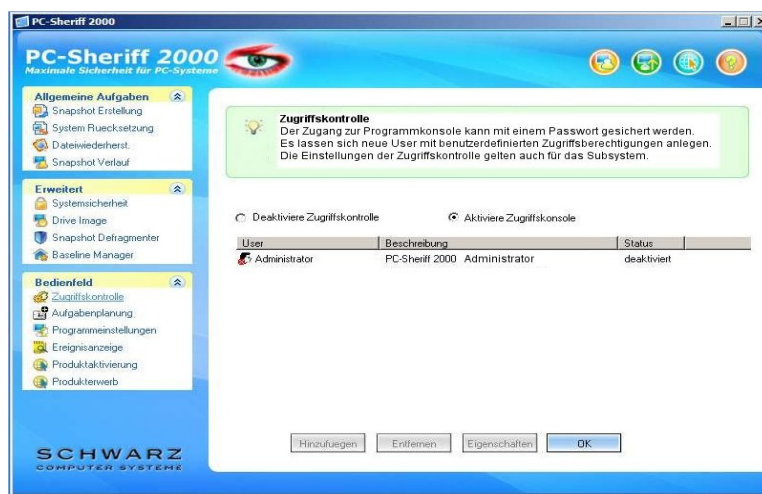 PC-Sheriff 2000
PC-Sheriff 2000
Maximale Sicherheit für PC-Systeme
Allgemeine Aufgaben
Snapshot Erstellung
System Ruecksetzung
Dateiwiederherst.
Snapshot Verlauf
Erweitert
Systemsicherheit
Drive Image
Snapshot Defragmenter
Baseline Manager
Bedienfeld
Zugriffskontrolle
Aufgabenplanung
Programmeinstellungen
Ereignisanzeige
Produktaktivierung
Produkterwerb
SCHWARZ
COMPUTER SYSTEME
Zugriffskontrolle
Der Zugang zur Programmkonsole kann mit einem Passwort gesichert werden.
Es lassen sich neue User mit benutzerdefinierten Zugriffsberechtigungen anlegen.
Die Einstellungen der Zugriffskontrolle gelten auch für das Subsystem.
Deaktiviere Zugriffskontrolle Aktiviere Zugriffskonsole
User Beschreibung Status
Administrator PC-Sheriff 2000 Administrator deaktiviert
Hinzufuegen Entfernen Eigenschaften OK